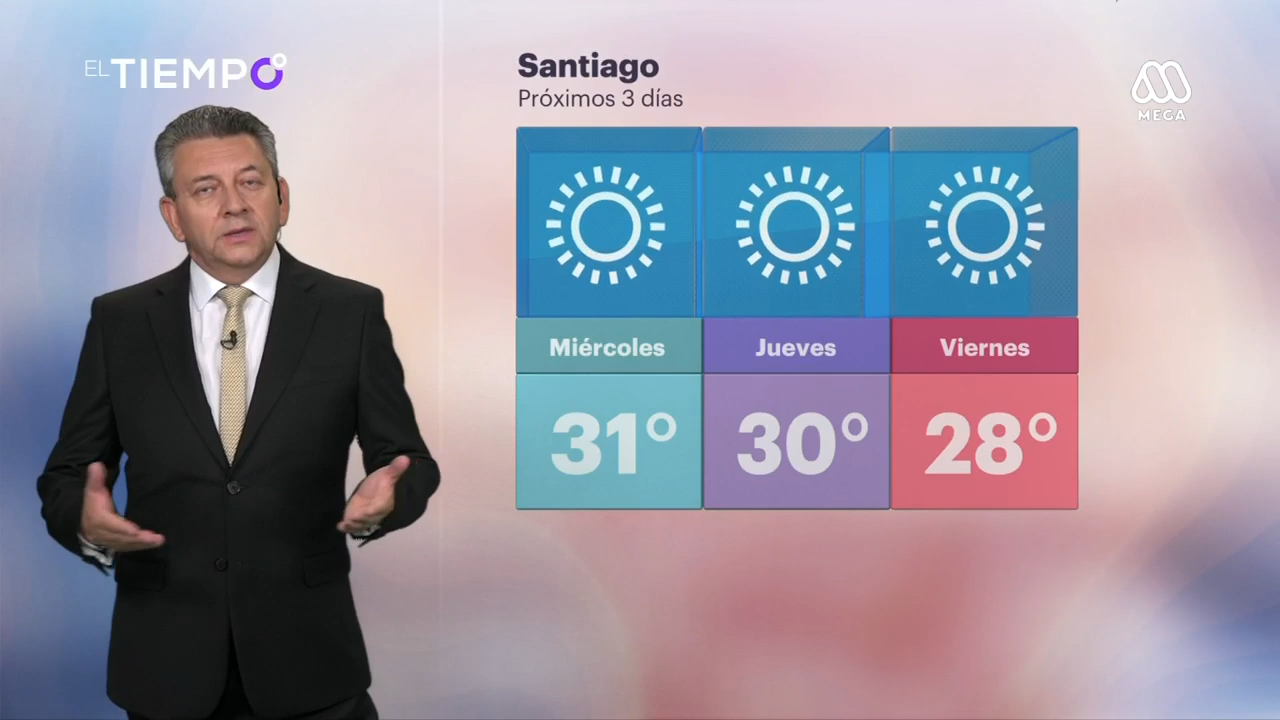 EL TIEMPO
Santiago
Próximos 3 días
MEGA
Miércoles
Jueves
Viernes
31°
30°
28°